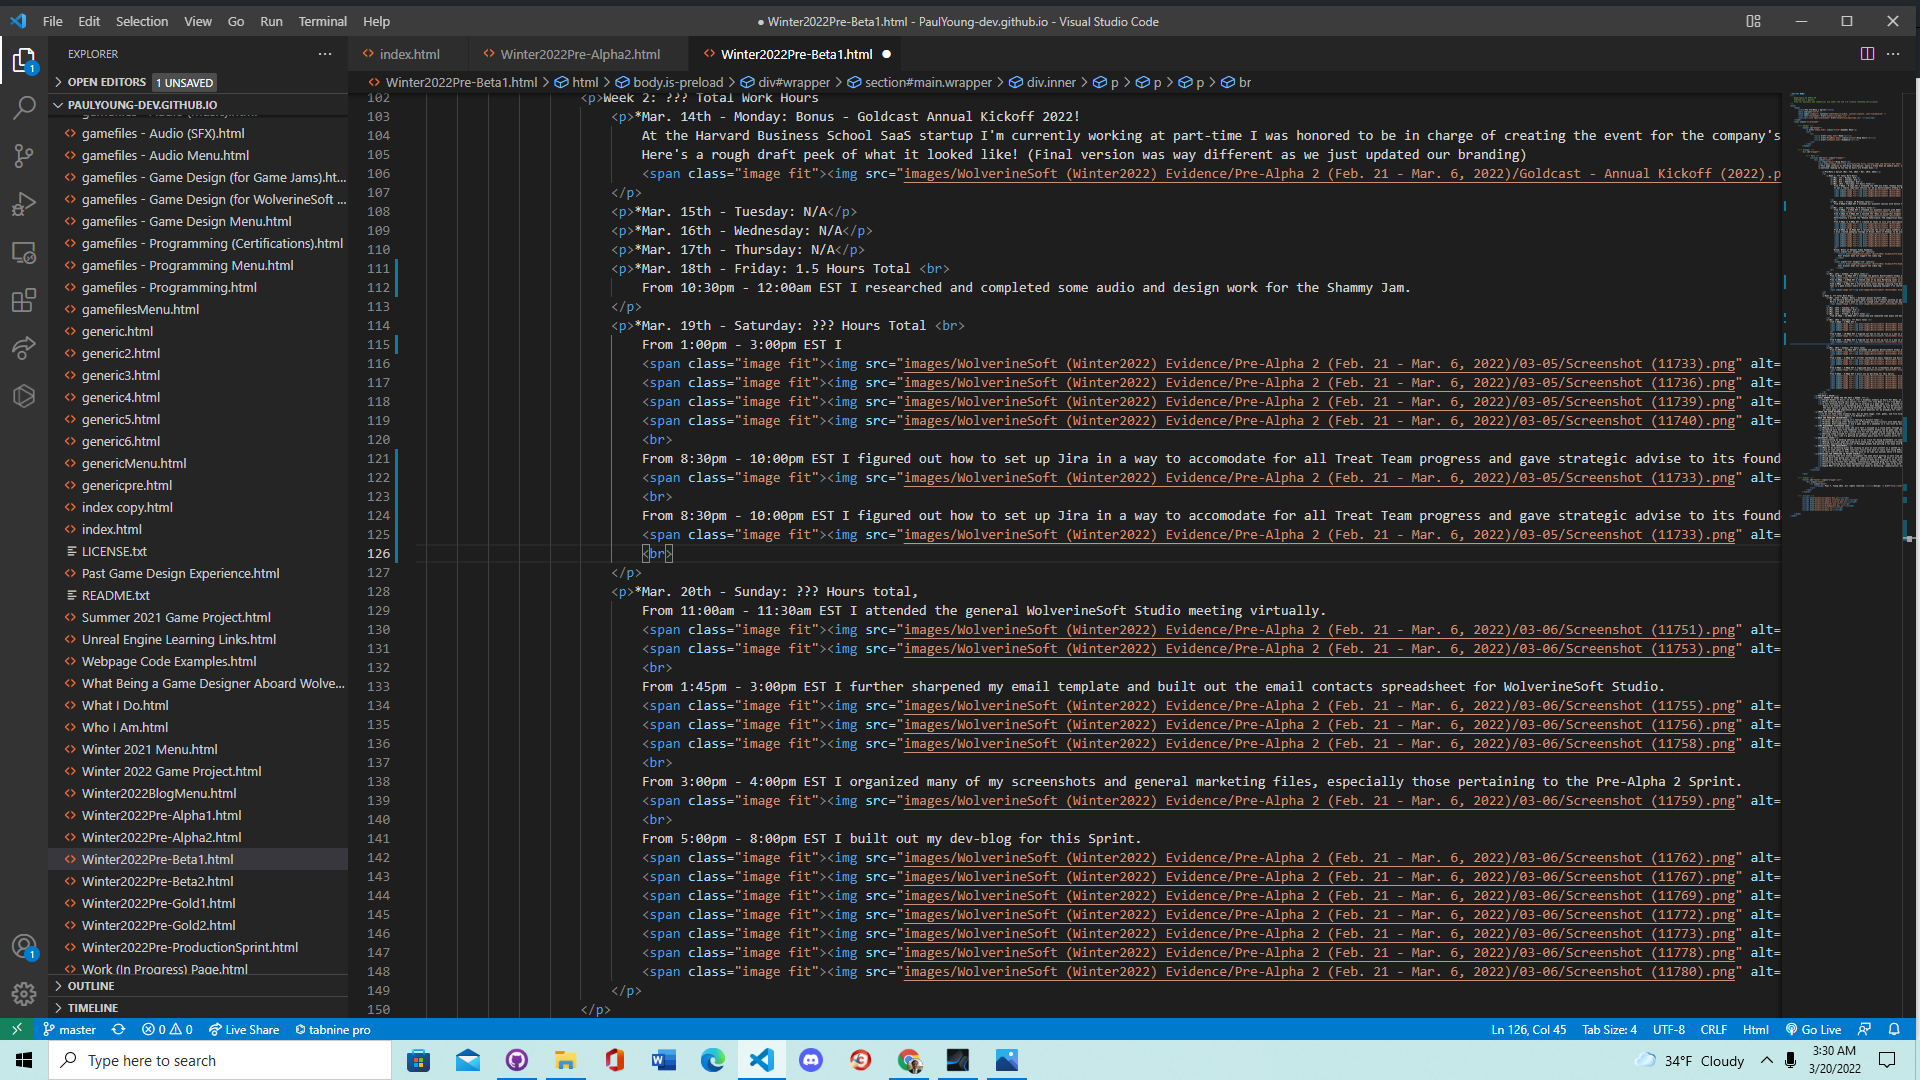 File Edit Selection View Go Run Terminal Help
● Winter2022Pre-Beta1.html - PaulYoung-dev.github.io - Visual Studio Code
EXPLORER
index.html
Winter2022Pre-Alpha2.html
Winter2022Pre-Beta1.html
OPEN EDITORS 1 UNSAVED
Winter2022Pre-Beta1.html > html > body.is-preload > div#wrapper > section#main.wrapper > div.inner > p > p > p > br
PAULYOUNG-DEV.GITHUB.IO
gamefiles - Audio (SFX).html
gamefiles - Audio Menu.html
gamefiles - Game Design (for Game Jams).ht...
gamefiles - Game Design (for WolverineSoft ...
gamefiles - Game Design Menu.html
gamefiles - Programming (Certifications).html
gamefiles - Programming Menu.html
gamefiles - Programming.html
gamefilesMenu.html
generic.html
generic2.html
generic3.html
generic4.html
generic5.html
generic6.html
genericMenu.html
genericpre.html
index copy.html
index.html
LICENSE.txt
Past Game Design Experience.html
README.txt
Summer 2021 Game Project.html
Unreal Engine Learning Links.html
Webpage Code Examples.html
What Being a Game Designer Aboard Wolve...
What I Do.html
Who I Am.html
Winter 2021 Menu.html
Winter 2022 Game Project.html
Winter2022BlogMenu.html
Winter2022Pre-Alpha1.html
Winter2022Pre-Alpha2.html
Winter2022Pre-Beta1.html
Winter2022Pre-Beta2.html
Winter2022Pre-Gold1.html
Winter2022Pre-Gold2.html
Winter2022Pre-ProductionSprint.html
Work (In Progress) Page.html
OUTLINE
TIMELINE
102 <p>Week 2: ??? Total Work Hours
103 <p>*Mar. 14th - Monday: Bonus - Goldcast Annual Kickoff 2022!
104 At the Harvard Business School SaaS startup I'm currently working at part-time I was honored to be in charge of creating the event for the company's
105 Here's a rough draft peek of what it looked like! (Final version was way different as we just updated our branding)
106 <span class="image fit"><img src="images/WolverineSoft (Winter2022) Evidence/Pre-Alpha 2 (Feb. 21 - Mar. 6, 2022)/Goldcast - Annual Kickoff (2022).p
107 </p>
108 <p>*Mar. 15th - Tuesday: N/A</p>
109 <p>*Mar. 16th - Wednesday: N/A</p>
110 <p>*Mar. 17th - Thursday: N/A</p>
111 <p>*Mar. 18th - Friday: 1.5 Hours Total <br>
112 From 10:30pm - 12:00am EST I researched and completed some audio and design work for the Shammy Jam.
113 </p>
114 <p>*Mar. 19th - Saturday: ??? Hours Total <br>
115 From 1:00pm - 3:00pm EST I
116 <span class="image fit"><img src="images/WolverineSoft (Winter2022) Evidence/Pre-Alpha 2 (Feb. 21 - Mar. 6, 2022)/03-05/Screenshot (11733).png" alt=
117 <span class="image fit"><img src="images/WolverineSoft (Winter2022) Evidence/Pre-Alpha 2 (Feb. 21 - Mar. 6, 2022)/03-05/Screenshot (11736).png" alt=
118 <span class="image fit"><img src="images/WolverineSoft (Winter2022) Evidence/Pre-Alpha 2 (Feb. 21 - Mar. 6, 2022)/03-05/Screenshot (11739).png" alt=
119 <span class="image fit"><img src="images/WolverineSoft (Winter2022) Evidence/Pre-Alpha 2 (Feb. 21 - Mar. 6, 2022)/03-05/Screenshot (11740).png" alt=
120 <br>
121 From 8:30pm - 10:00pm EST I figured out how to set up Jira in a way to accomodate for all Treat Team progress and gave strategic advise to its found
122 <span class="image fit"><img src="images/WolverineSoft (Winter2022) Evidence/Pre-Alpha 2 (Feb. 21 - Mar. 6, 2022)/03-05/Screenshot (11733).png" alt=
123 <br>
124 From 8:30pm - 10:00pm EST I figured out how to set up Jira in a way to accomodate for all Treat Team progress and gave strategic advise to its found
125 <span class="image fit"><img src="images/WolverineSoft (Winter2022) Evidence/Pre-Alpha 2 (Feb. 21 - Mar. 6, 2022)/03-05/Screenshot (11733).png" alt=
126 <br>
127 </p>
128 <p>*Mar. 20th - Sunday: ??? Hours total,
129 From 11:00am - 11:30am EST I attended the general WolverineSoft Studio meeting virtually.
130 <span class="image fit"><img src="images/WolverineSoft (Winter2022) Evidence/Pre-Alpha 2 (Feb. 21 - Mar. 6, 2022)/03-06/Screenshot (11751).png" alt=
131 <span class="image fit"><img src="images/WolverineSoft (Winter2022) Evidence/Pre-Alpha 2 (Feb. 21 - Mar. 6, 2022)/03-06/Screenshot (11753).png" alt=
132 <br>
133 From 1:45pm - 3:00pm EST I further sharpened my email template and built out the email contacts spreadsheet for WolverineSoft Studio.
134 <span class="image fit"><img src="images/WolverineSoft (Winter2022) Evidence/Pre-Alpha 2 (Feb. 21 - Mar. 6, 2022)/03-06/Screenshot (11755).png" alt=
135 <span class="image fit"><img src="images/WolverineSoft (Winter2022) Evidence/Pre-Alpha 2 (Feb. 21 - Mar. 6, 2022)/03-06/Screenshot (11756).png" alt=
136 <span class="image fit"><img src="images/WolverineSoft (Winter2022) Evidence/Pre-Alpha 2 (Feb. 21 - Mar. 6, 2022)/03-06/Screenshot (11758).png" alt=
137 <br>
138 From 3:00pm - 4:00pm EST I organized many of my screenshots and general marketing files, especially those pertaining to the Pre-Alpha 2 Sprint.
139 <span class="image fit"><img src="images/WolverineSoft (Winter2022) Evidence/Pre-Alpha 2 (Feb. 21 - Mar. 6, 2022)/03-06/Screenshot (11759).png" alt=
140 <br>
141 From 5:00pm - 8:00pm EST I built out my dev-blog for this Sprint.
142 <span class="image fit"><img src="images/WolverineSoft (Winter2022) Evidence/Pre-Alpha 2 (Feb. 21 - Mar. 6, 2022)/03-06/Screenshot (11762).png" alt=
143 <span class="image fit"><img src="images/WolverineSoft (Winter2022) Evidence/Pre-Alpha 2 (Feb. 21 - Mar. 6, 2022)/03-06/Screenshot (11767).png" alt=
144 <span class="image fit"><img src="images/WolverineSoft (Winter2022) Evidence/Pre-Alpha 2 (Feb. 21 - Mar. 6, 2022)/03-06/Screenshot (11769).png" alt=
145 <span class="image fit"><img src="images/WolverineSoft (Winter2022) Evidence/Pre-Alpha 2 (Feb. 21 - Mar. 6, 2022)/03-06/Screenshot (11772).png" alt=
146 <span class="image fit"><img src="images/WolverineSoft (Winter2022) Evidence/Pre-Alpha 2 (Feb. 21 - Mar. 6, 2022)/03-06/Screenshot (11773).png" alt=
147 <span class="image fit"><img src="images/WolverineSoft (Winter2022) Evidence/Pre-Alpha 2 (Feb. 21 - Mar. 6, 2022)/03-06/Screenshot (11778).png" alt=
148 <span class="image fit"><img src="images/WolverineSoft (Winter2022) Evidence/Pre-Alpha 2 (Feb. 21 - Mar. 6, 2022)/03-06/Screenshot (11780).png" alt=
149 </p>
150 </p>
master 0 0 Live Share tabnine pro
Ln 126, Col 45 Tab Size: 4 UTF-8 CRLF Html Go Live
Type here to search
34°F Cloudy
3:30 AM
3/20/2022